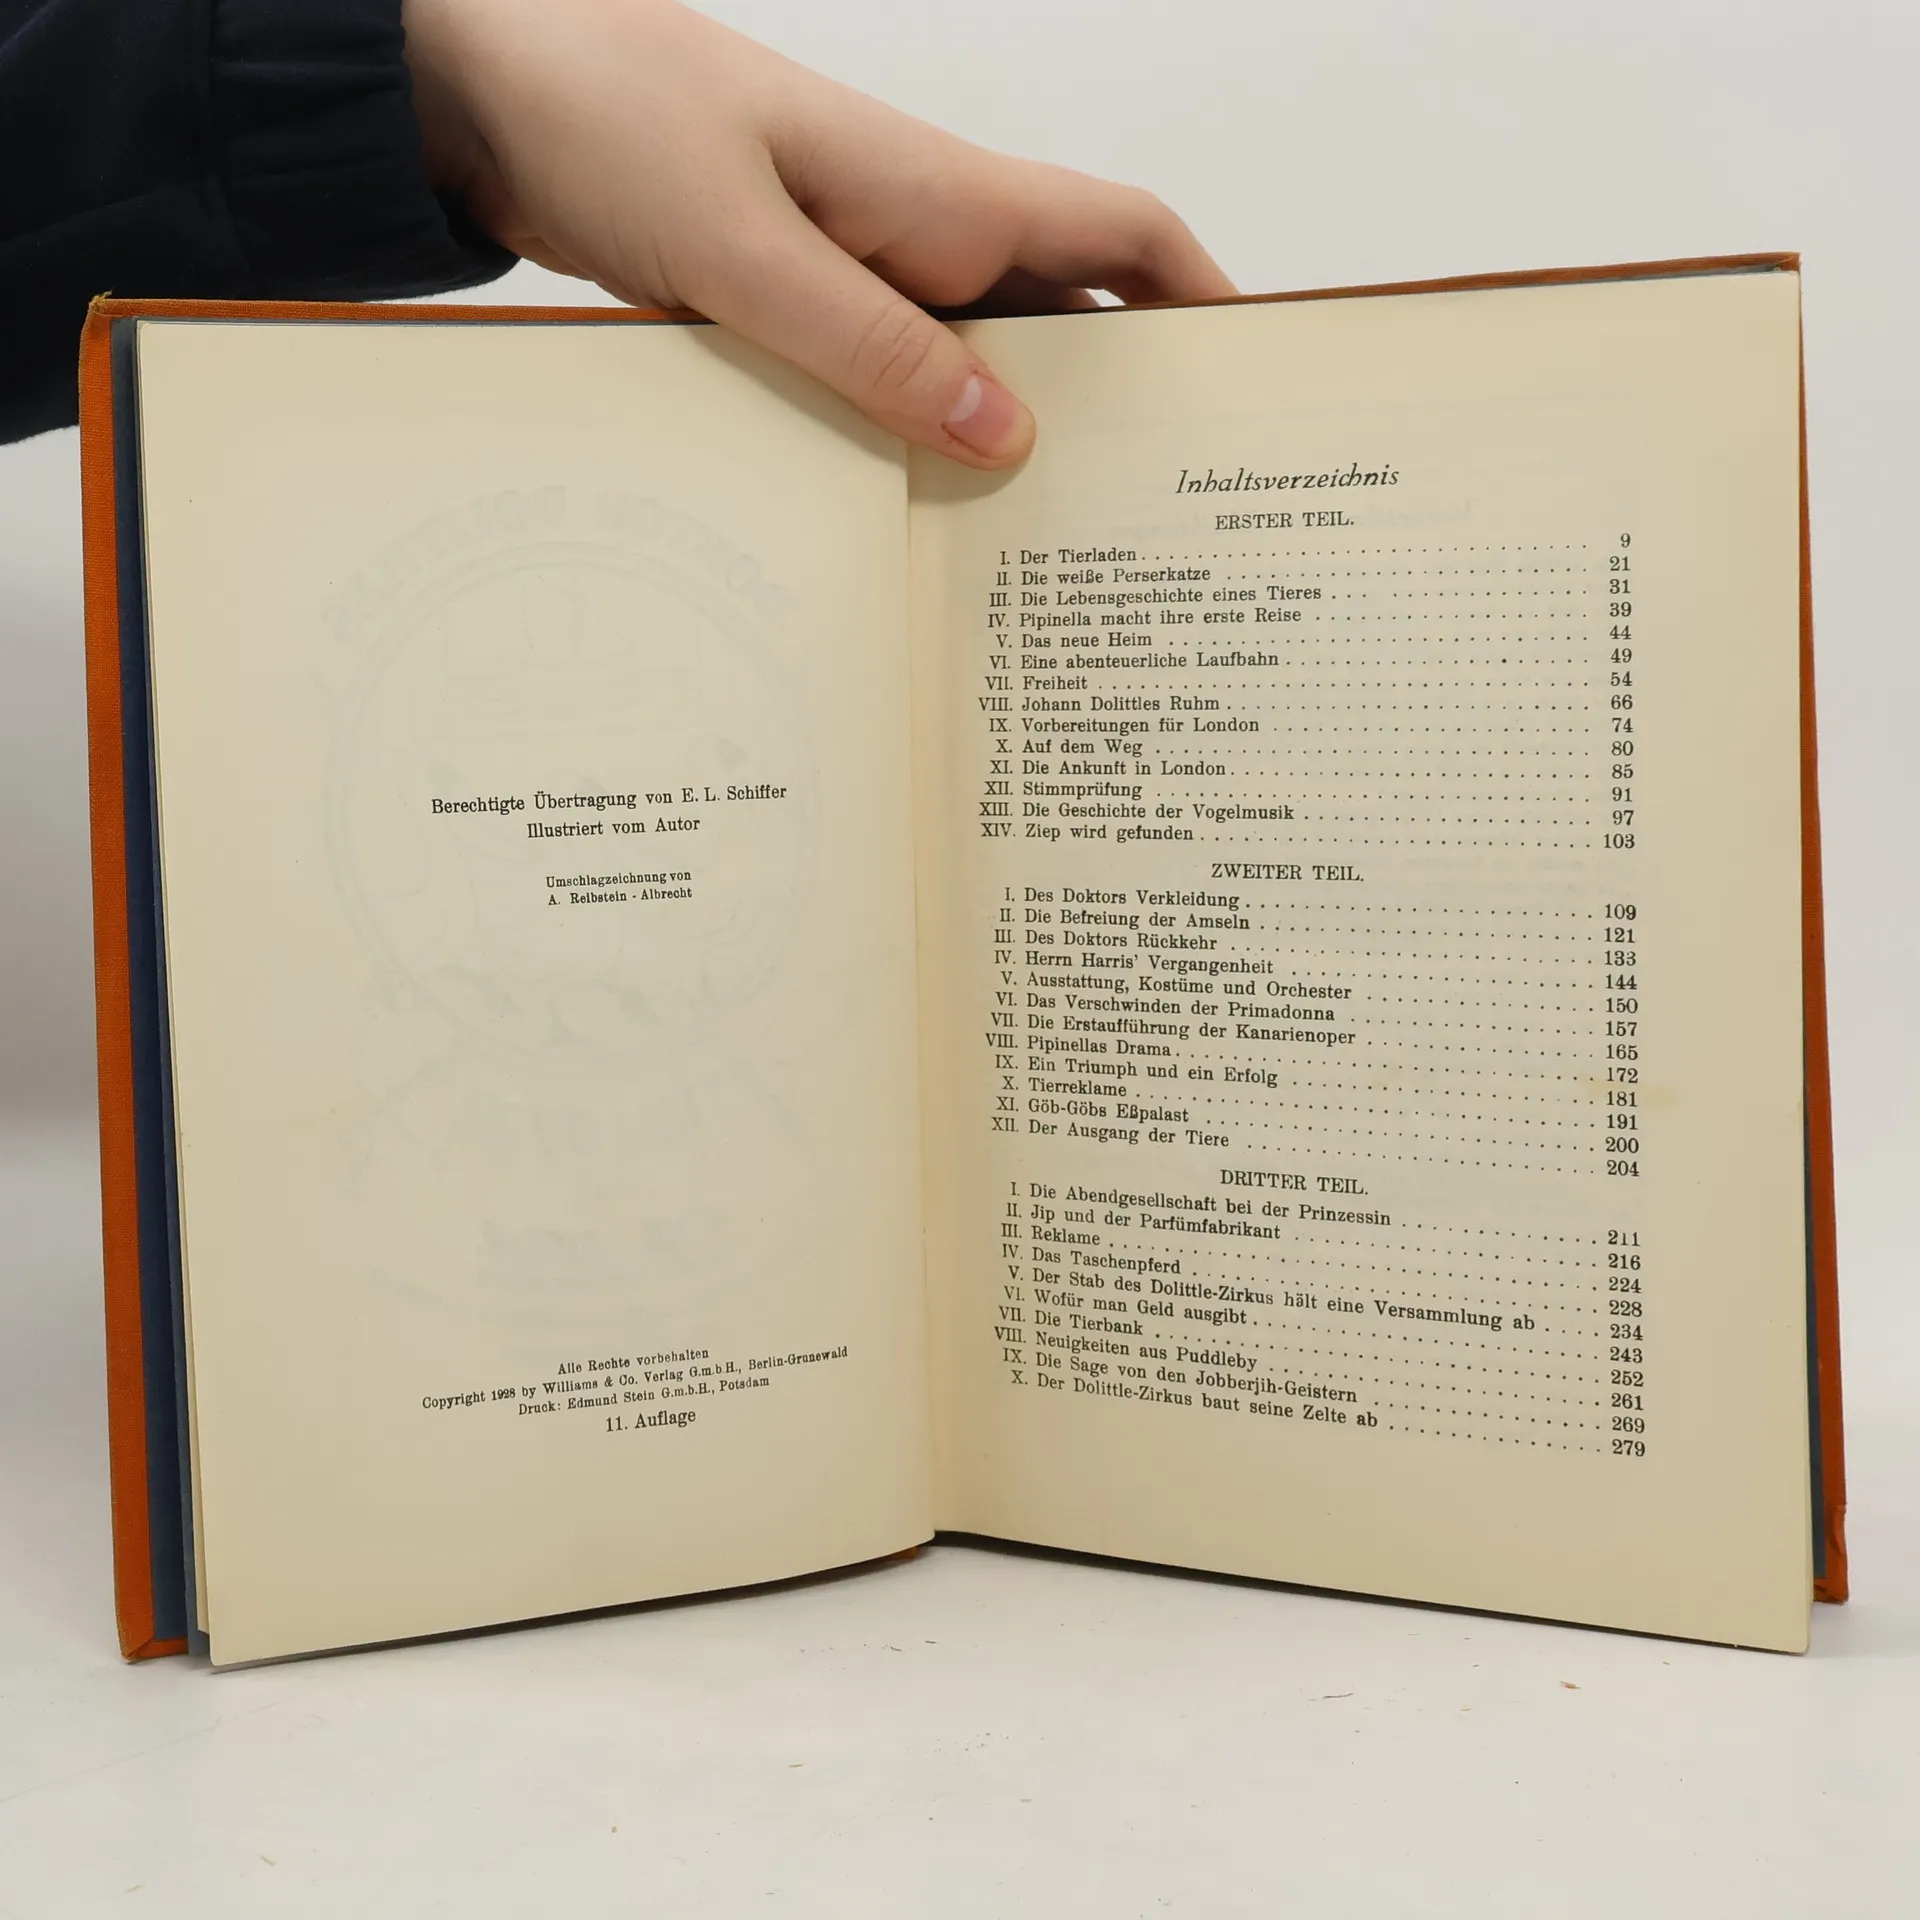 Berechtigte Übertragung von E. L. Schiffer
Illustriert vom Autor
Umschlagzeichnung von
A. Reibstein - Albrecht
Alle Rechte vorbehalten
Copyright 1928 by Williams & Co. Verlag G.m.b.H., Berlin-Grunewald
Druck: Edmund Stein G.m.b.H., Potsdam
11. Auflage
Inhaltsverzeichnis
ERSTER TEIL.
I. Der Tierladen . . . . . . . . . . 9
II. Die weiße Perserkatze . . . . . . . . . . 21
III. Die Lebensgeschichte eines Tieres . . . . . . . . . . 31
IV. Pipinella macht ihre erste Reise . . . . . . . . . . 39
V. Das neue Heim . . . . . . . . . . 44
VI. Eine abenteuerliche Laufbahn . . . . . . . . . . 49
VII. Freiheit . . . . . . . . . . 54
VIII. Johann Dolittles Ruhm . . . . . . . . . . 66
IX. Vorbereitungen für London . . . . . . . . . . 74
X. Auf dem Weg . . . . . . . . . . 80
XI. Die Ankunft in London . . . . . . . . . . 85
XII. Stimmprüfung . . . . . . . . . . 91
XIII. Die Geschichte der Vogelmusik . . . . . . . . . . 97
XIV. Ziep wird gefunden . . . . . . . . . . 103
ZWEITER TEIL.
I. Des Doktors Verkleidung . . . . . . . . . . 109
II. Die Befreiung der Amseln . . . . . . . . . . 121
III. Des Doktors Rückkehr . . . . . . . . . . 133
IV. Herrn Harris' Vergangenheit . . . . . . . . . . 144
V. Ausstattung, Kostüme und Orchester . . . . . . . . . . 150
VI. Das Verschwinden der Primadonna . . . . . . . . . . 157
VII. Die Erstaufführung der Kanarienoper . . . . . . . . . . 165
VIII. Pipinellas Drama . . . . . . . . . . 172
IX. Ein Triumph und ein Erfolg . . . . . . . . . . 181
X. Tierreklame . . . . . . . . . . 191
XI. Göb-Göbs Eßpalast . . . . . . . . . . 200
XII. Der Ausgang der Tiere . . . . . . . . . . 204
DRITTER TEIL.
I. Die Abendgesellschaft bei der Prinzessin . . . . . . . . . . 211
II. Jip und der Parfümfabrikant . . . . . . . . . . 216
III. Reklame . . . . . . . . . . 224
IV. Das Taschenpferd . . . . . . . . . . 228
V. Der Stab des Dolittle-Zirkus hält eine Versammlung ab . . . . 234
VI. Wofür man Geld ausgibt . . . . . . . . . . 243
VII. Die Tierbank . . . . . . . . . . 252
VIII. Neuigkeiten aus Puddleby . . . . . . . . . . 261
IX. Die Sage von den Jobberjih-Geistern . . . . . . . . . . 269
X. Der Dolittle-Zirkus baut seine Zelte ab . . . . . . . . . . 279